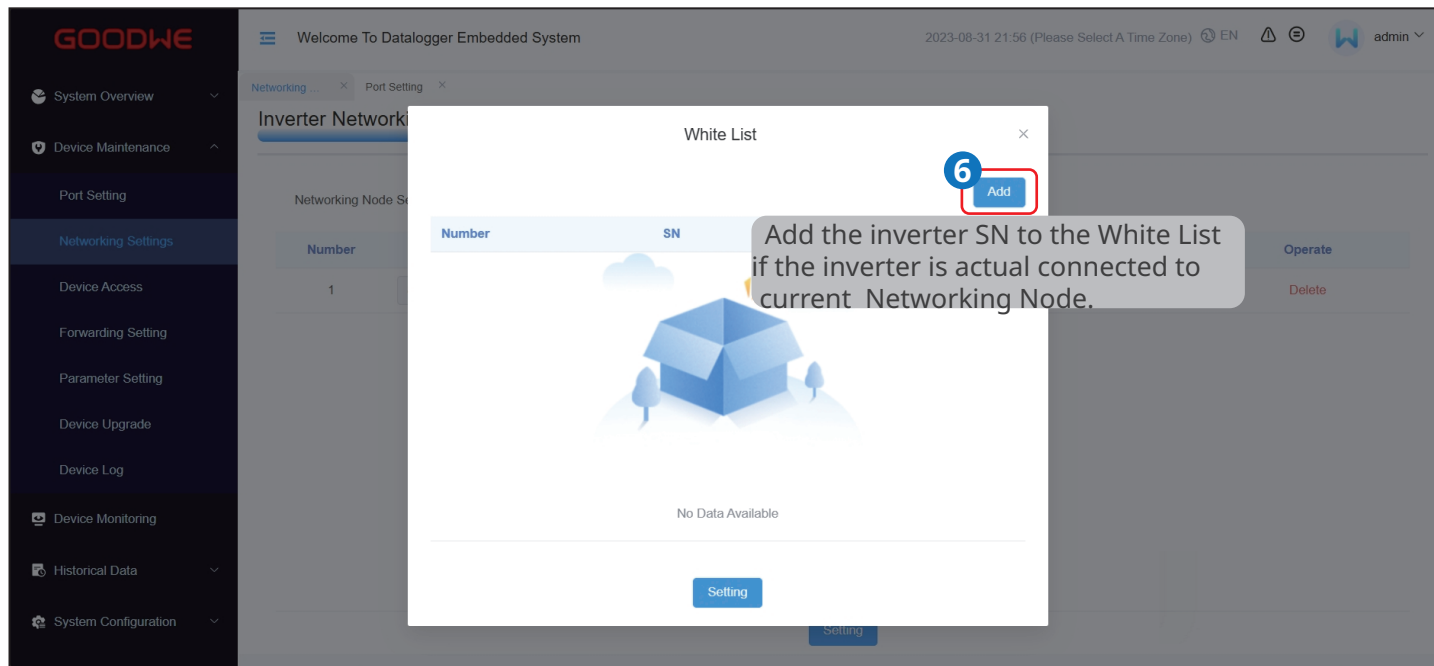 GOODWE
Welcome To Datalogger Embedded System
2023-08-31 21:56 (Please Select A Time Zone)
EN
admin
System Overview
Device Maintenance
Port Setting
Networking Settings
Device Access
Forwarding Setting
Parameter Setting
Device Upgrade
Device Log
Device Monitoring
Historical Data
System Configuration
Networking ... ×
Port Setting ×
Inverter Networki
Networking Node Se
Number
Operate
1
Delete
White List ×
6
Add
Number
SN
Add the inverter SN to the White List
if the inverter is actual connected to
current Networking Node.
No Data Available
Setting
Setting